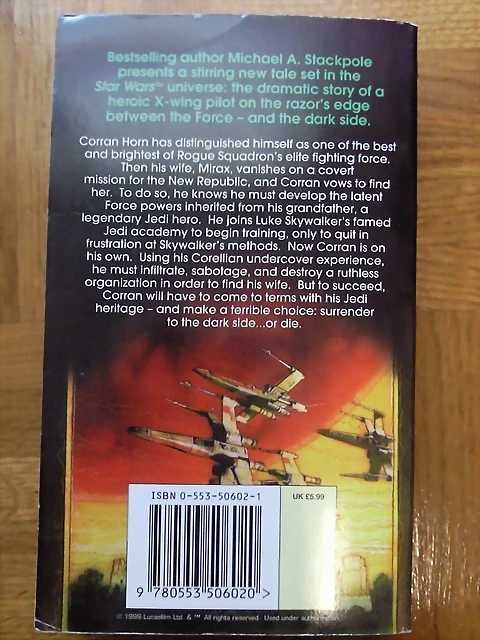 Bestselling author Michael A. Stackpole
presents a stirring new tale set in the
Star Wars™ universe: the dramatic story of a
heroic X-wing pilot on the razor's edge
between the Force - and the dark side.
Corran Horn has distinguished himself as one of the best
and brightest of Rogue Squadron's elite fighting force.
Then his wife, Mirax, vanishes on a covert
mission for the New Republic, and Corran vows to find
her. To do so, he knows he must develop the latent
Force powers inherited from his grandfather, a
legendary Jedi hero. He joins Luke Skywalker's famed
Jedi academy to begin training, only to quit in
frustration at Skywalker's methods. Now Corran is on
his own. Using his Corellian undercover experience,
he must infiltrate, sabotage, and destroy a ruthless
organization in order to find his wife. But to succeed,
Corran will have to come to terms with his Jedi
heritage - and make a terrible choice: surrender
to the dark side...or die.
ISBN 0-553-50602-1
UK £5.99
9 780553 506020 >
© 1999 Lucasfilm Ltd. & ™ All rights reserved. Used under authorization.